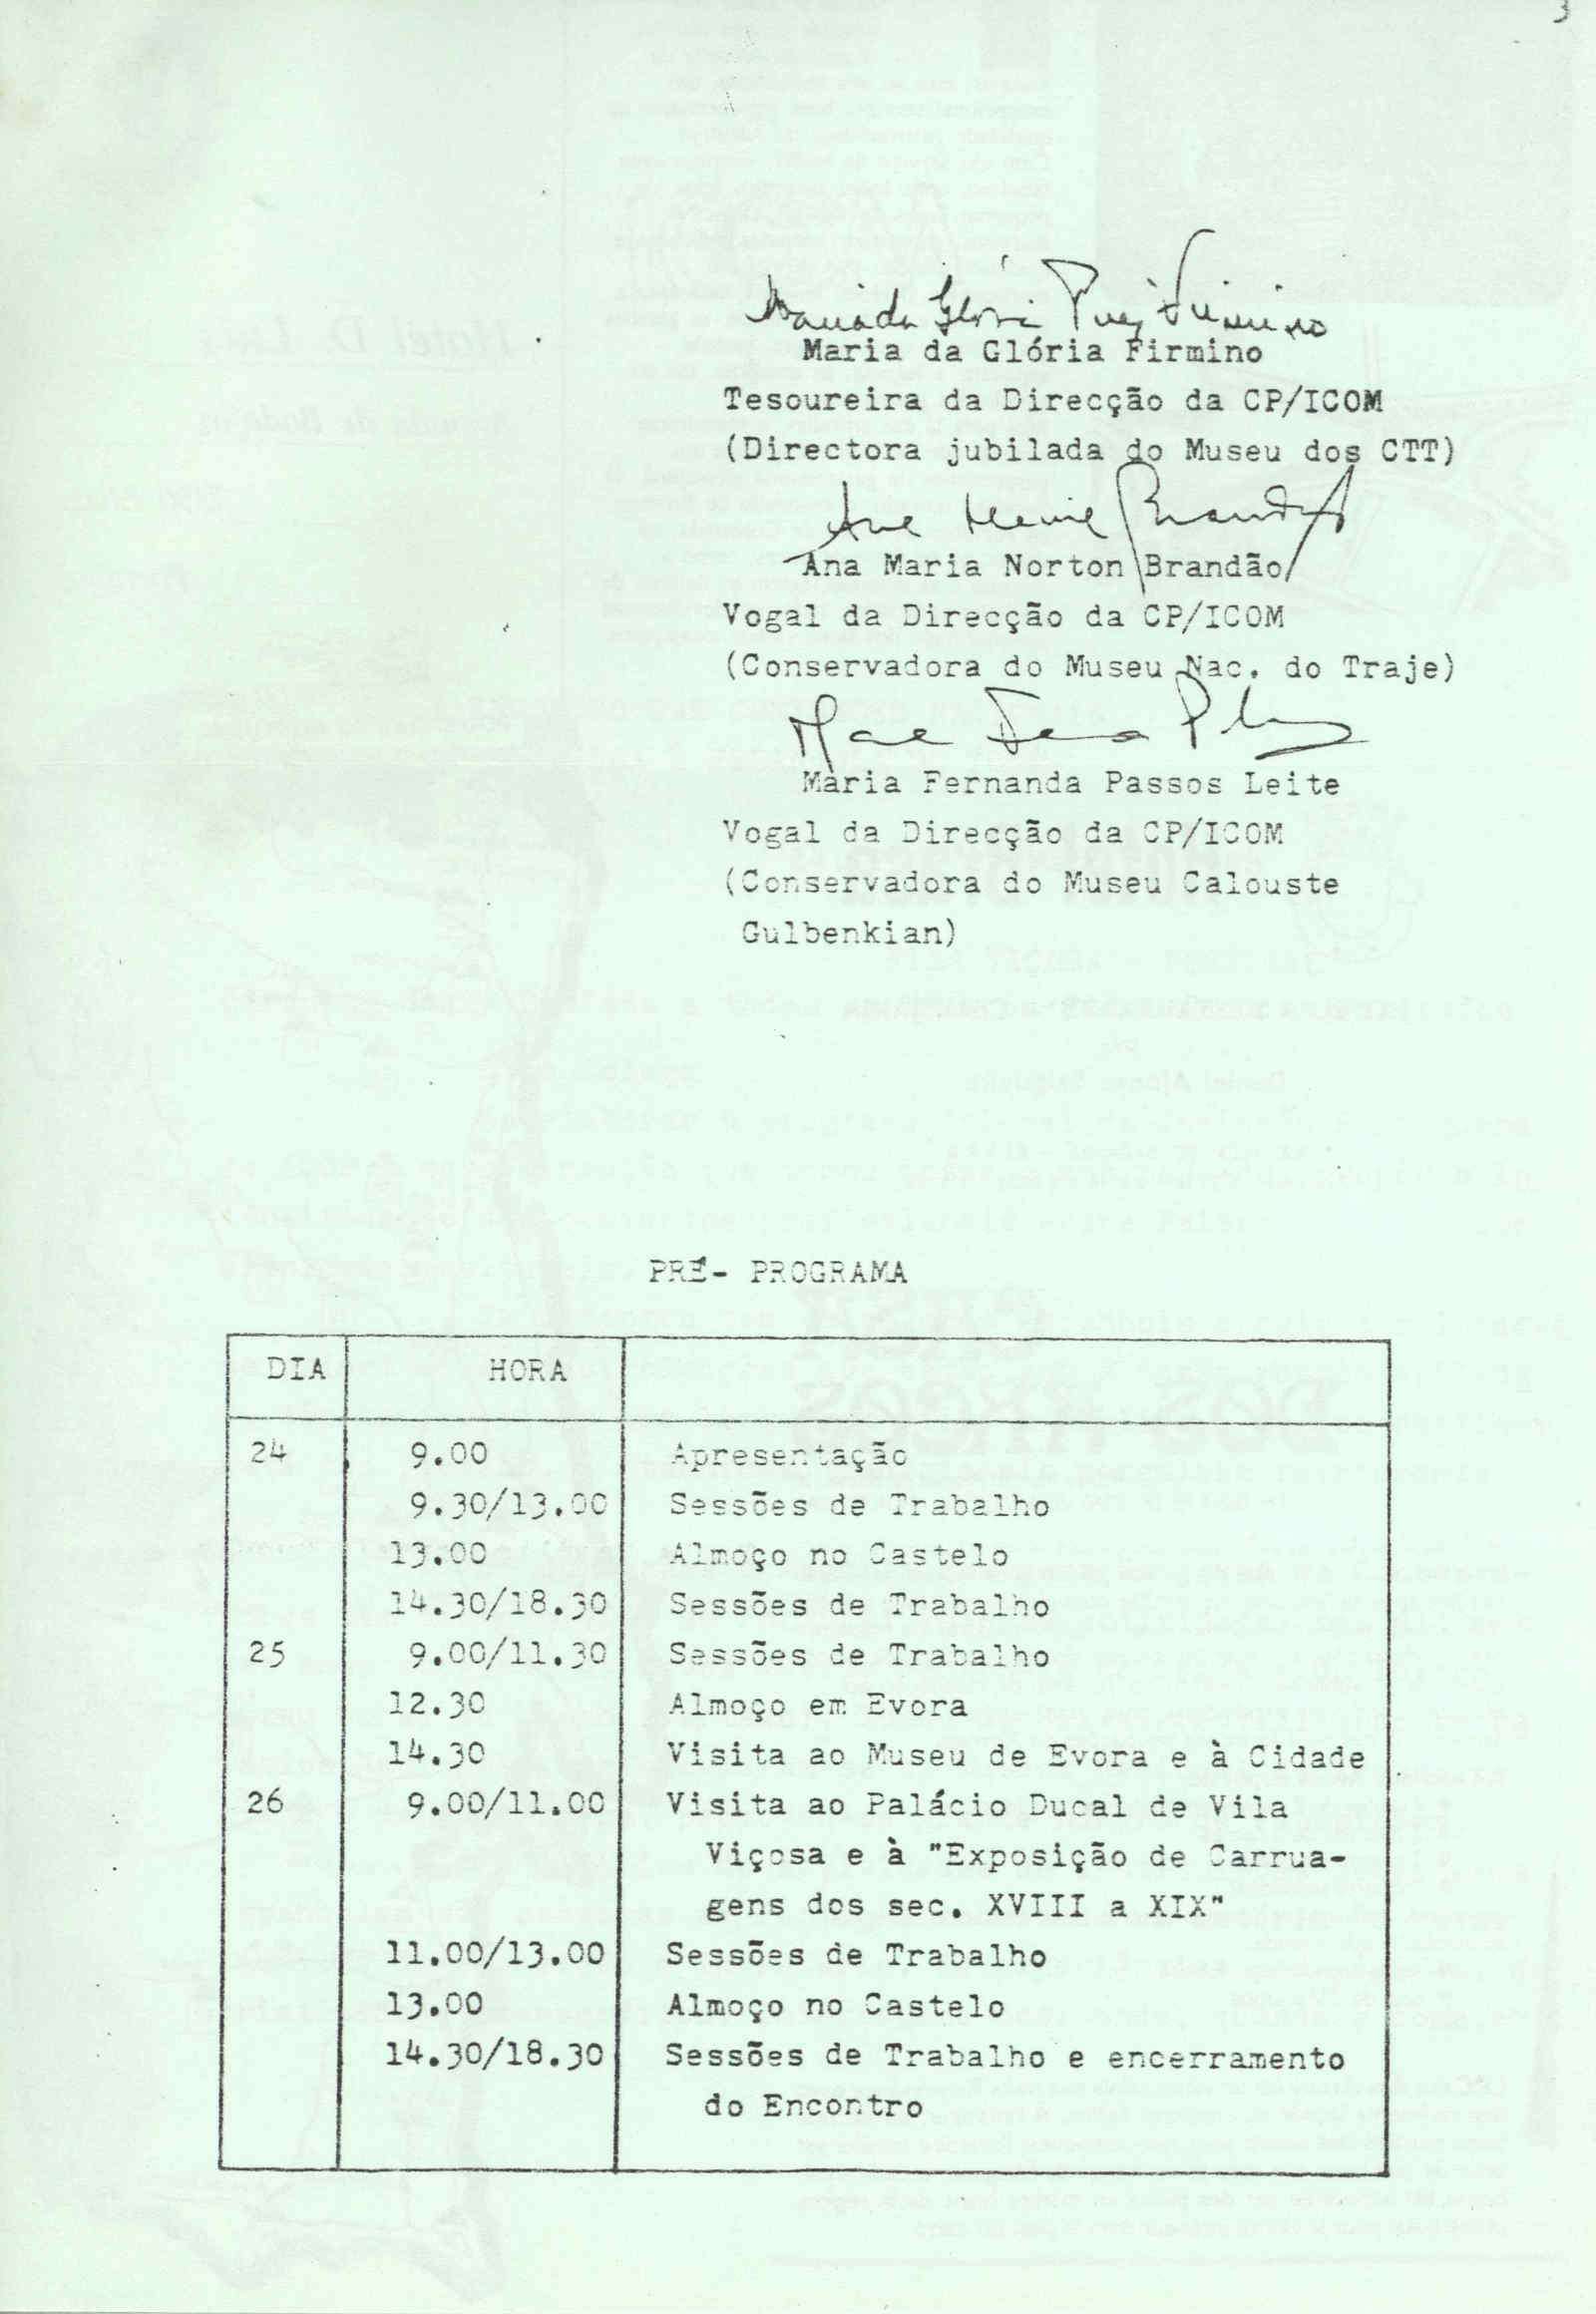 3
Maria da Glória Firmino
Tesoureira da Direcção da CP/ICOM
(Directora jubilada do Museu dos CTT)
Ana Maria Norton Brandão
Vogal da Direcção da CP/ICOM
(Conservadora do Museu Nac. do Traje)
Maria Fernanda Passos Leite
Vogal da Direcção da CP/ICOM
(Conservadora do Museu Calouste
Gulbenkian)
PRÉ- PROGRAMA
DIA HORA
24 9.00 Apresentação
9.30/13.00 Sessões de Trabalho
13.00 Almoço no Castelo
14.30/18.30 Sessões de Trabalho
25 9.00/11.30 Sessões de Trabalho
12.30 Almoço em Evora
14.30 Visita ao Museu de Evora e à Cidade
26 9.00/11.00 Visita ao Palácio Ducal de Vila
Viçosa e à "Exposição de Carrua-
gens dos sec. XVIII a XIX"
11.00/13.00 Sessões de Trabalho
13.00 Almoço no Castelo
14.30/18.30 Sessões de Trabalho e encerramento
do Encontro